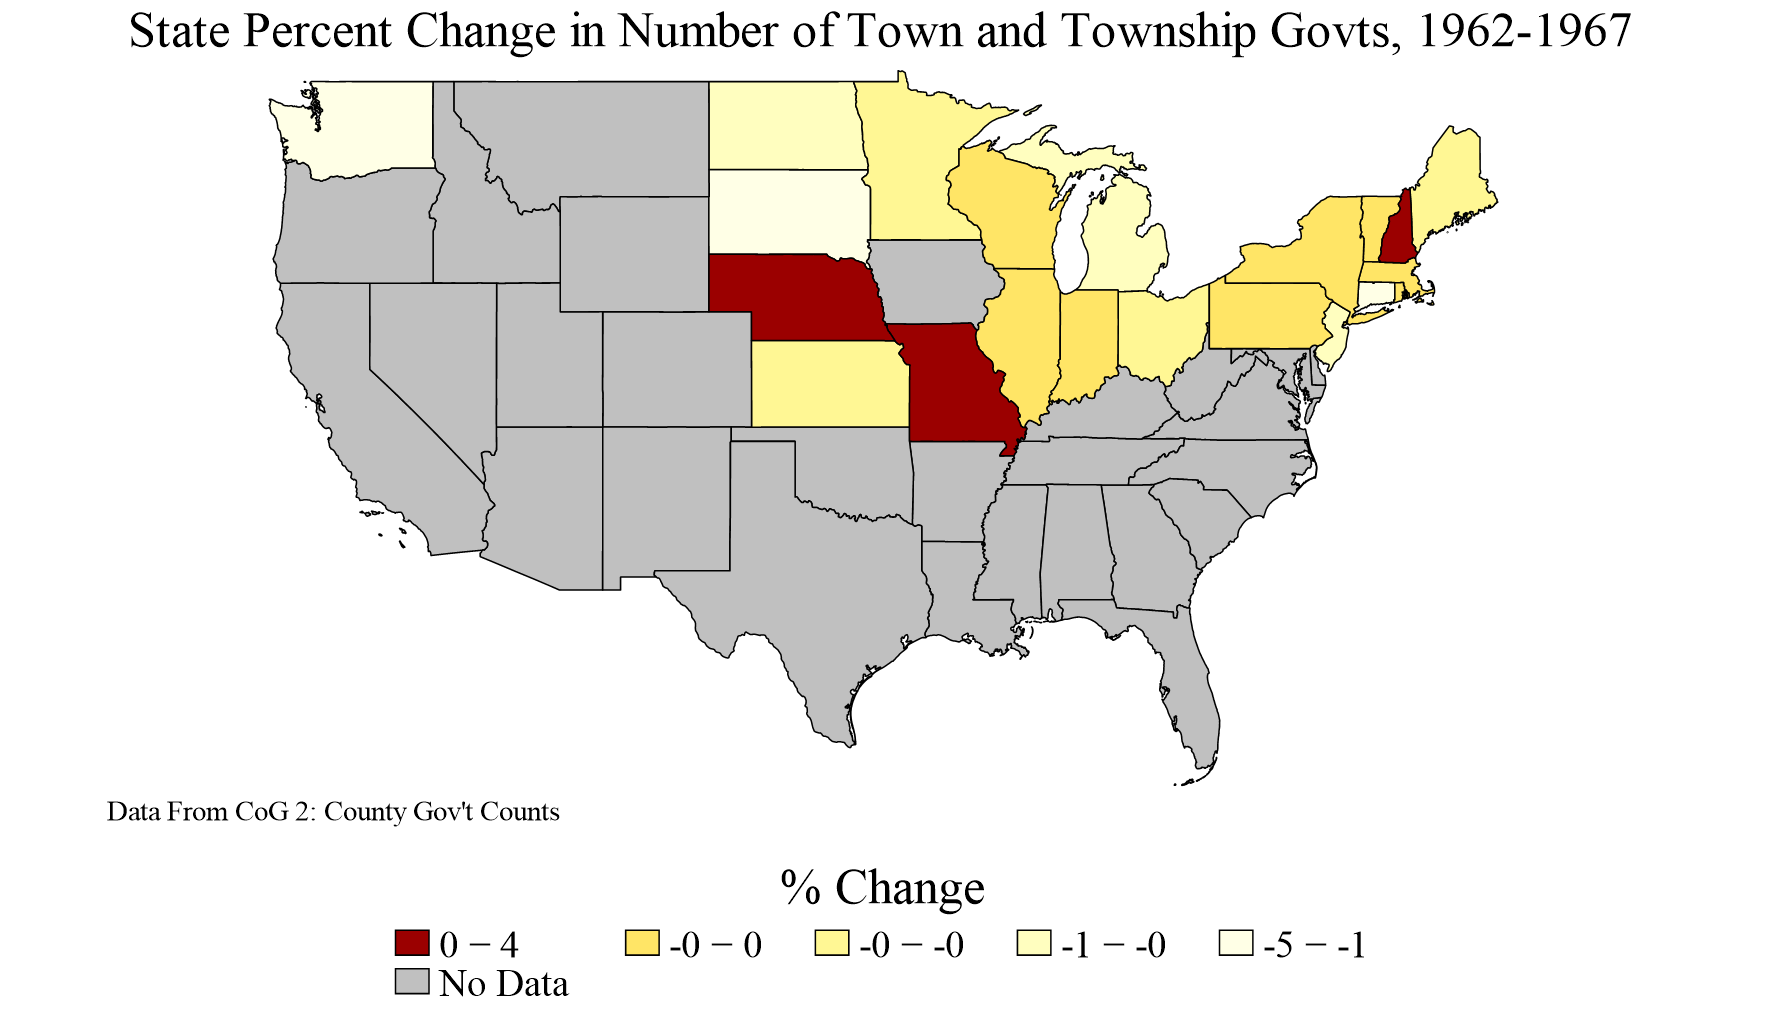 State Percent Change in Number of Town and Township Govts, 1962-1967
Data From CoG 2: County Gov't Counts
% Change
0 – 4 -0 – 0 -0 – -0 -1 – -0 -5 – -1
No Data